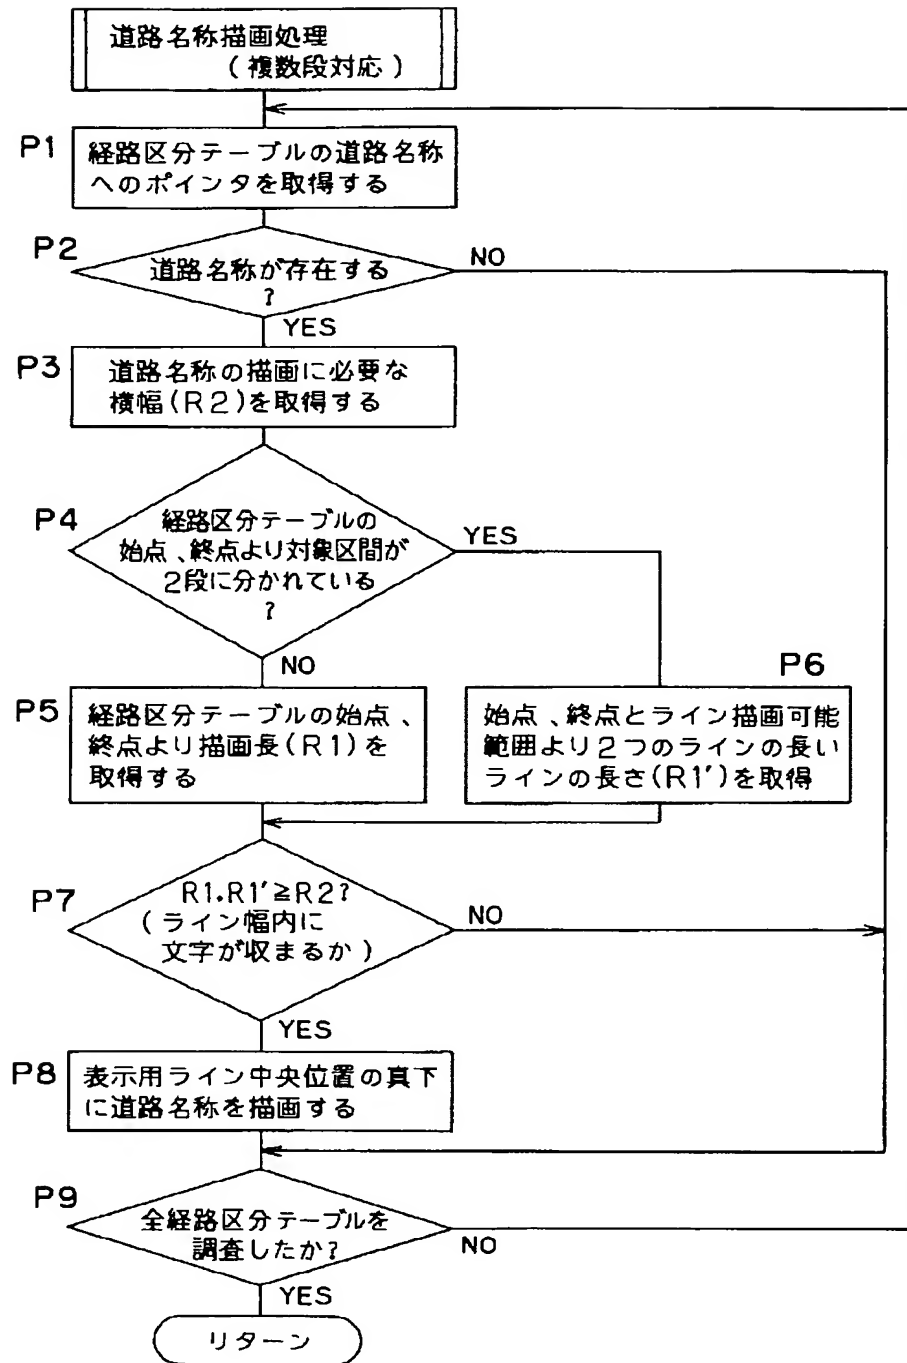 道路名称描画処理
(複数段対応)
P1
経路区分テーブルの道路名称
へのポインタを取得する
P2
道路名称が存在する
?
NO
YES
P3
道路名称の描画に必要な
横幅(R2)を取得する
P4
経路区分テーブルの
始点、終点より対象区間が
2段に分かれている
?
YES
NO
P5
経路区分テーブルの始点、
終点より描画長(R1)を
取得する
P6
始点、終点とライン描画可能
範囲より2つのラインの長い
ラインの長さ(R1')を取得
P7
R1.R1'≧R2?
(ライン幅内に
文字が収まるか)
NO
YES
P8
表示用ライン中央位置の真下
に道路名称を描画する
P9
全経路区分テーブルを
調査したか?
NO
YES
リターン